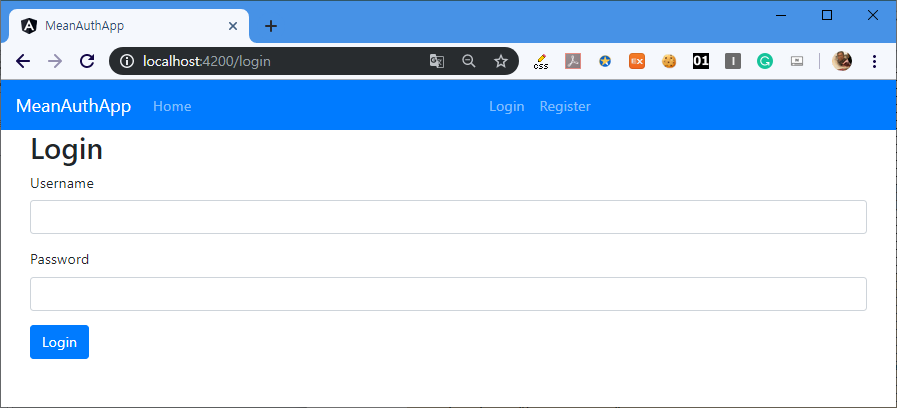 MeanAuthApp
localhost:4200/login
css
EX
01
I
G
MeanAuthApp Home Login Register
Login
Username
Password
Login